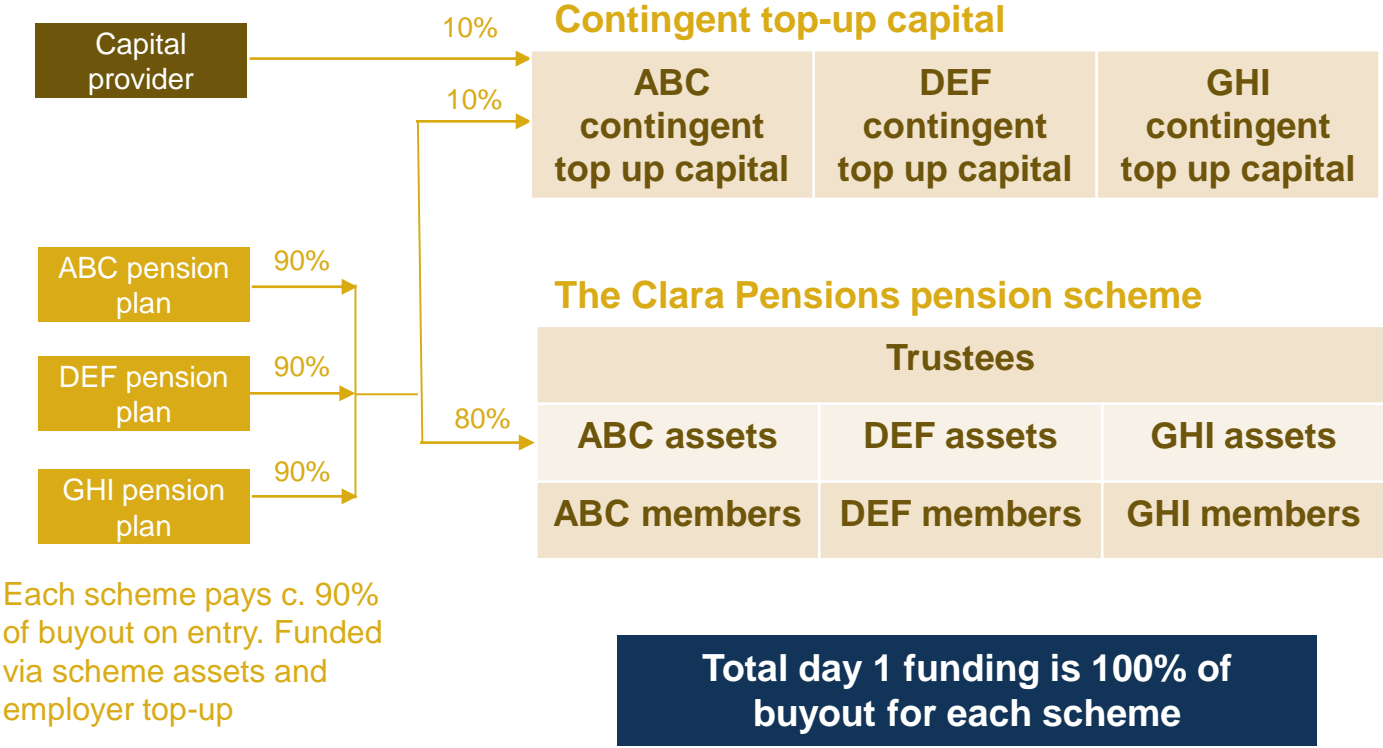 Contingent top-up capital
Capital
provider
10%
10%
ABC
contingent
top up capital
DEF
contingent
top up capital
GHI
contingent
top up capital
ABC pension
plan
90%
DEF pension
plan
90%
GHI pension
plan
90%
80%
The Clara Pensions pension scheme
Trustees
ABC assets
DEF assets
GHI assets
ABC members
DEF members
GHI members
Each scheme pays c. 90%
of buyout on entry. Funded
via scheme assets and
employer top-up
Total day 1 funding is 100% of
buyout for each scheme